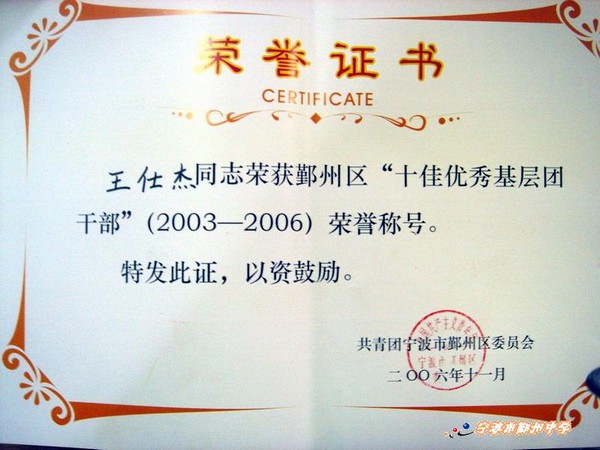 荣誉证书
CERTIFICATE
王仕杰同志荣获鄞州区“十佳优秀基层团
干部”(2003—2006)荣誉称号。
特发此证，以资鼓励。
共青团宁波市鄞州区委员会
二〇〇六年十一月
宁波市鄞州中学